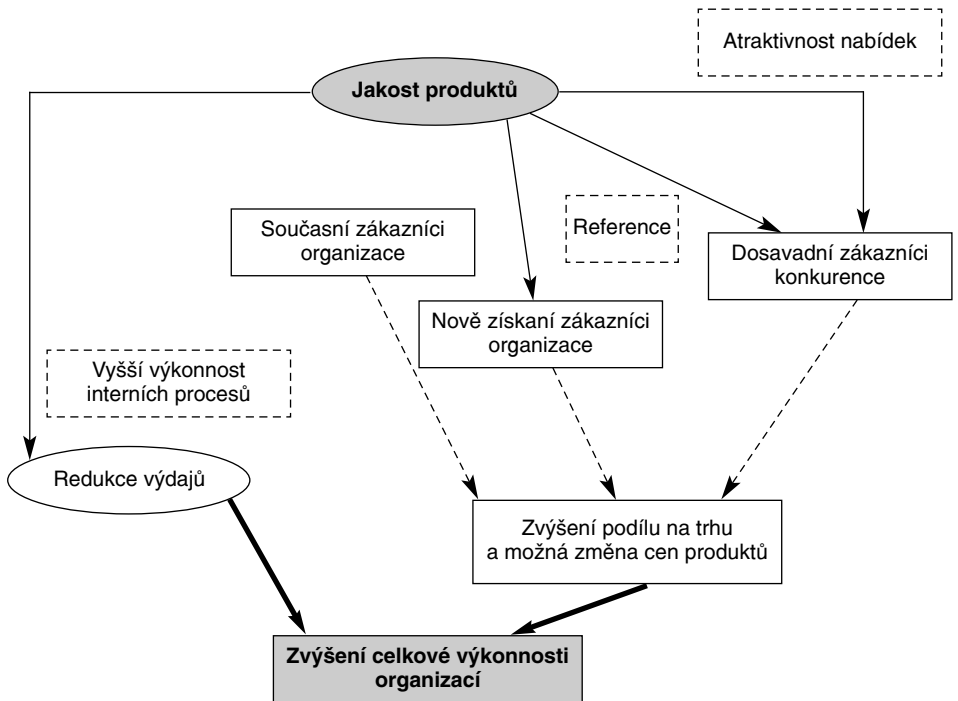 Atraktivnost nabídek
Jakost produktů
Současní zákazníci
organizace
Reference
Dosavadní zákazníci
konkurence
Nově získaní zákazníci
organizace
Vyšší výkonnost
interních procesů
Redukce výdajů
Zvýšení podílu na trhu
a možná změna cen produktů
Zvýšení celkové výkonnosti
organizací